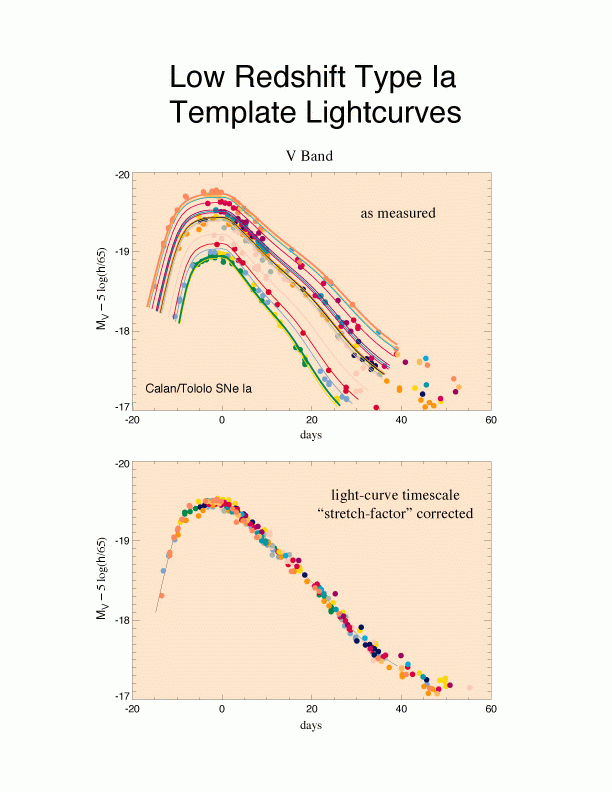 Low Redshift Type Ia
Template Lightcurves
V Band
as measured
Calan/Tololo SNe Ia
M_V – 5 log(h/65)
-20
-19
-18
-17
-20 0 20 40 60
days
light-curve timescale
“stretch-factor” corrected
M_V – 5 log(h/65)
-20
-19
-18
-17
-20 0 20 40 60
days